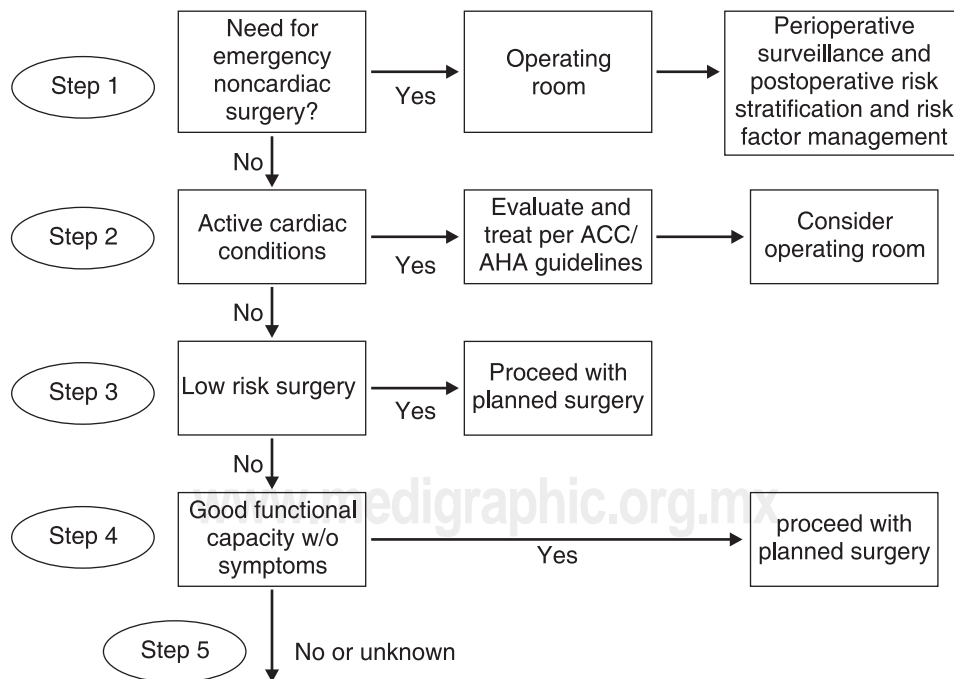 Step 1
Need for
emergency
noncardiac
surgery?
Yes
Operating
room
Perioperative
surveillance and
postoperative risk
stratification and risk
factor management
No
Step 2
Active cardiac
conditions
Yes
Evaluate and
treat per ACC/
AHA guidelines
Consider
operating room
No
Step 3
Low risk surgery
Yes
Proceed with
planned surgery
No
www.medigraphic.org.mx
Step 4
Good functional
capacity w/o
symptoms
Yes
proceed with
planned surgery
Step 5
No or unknown